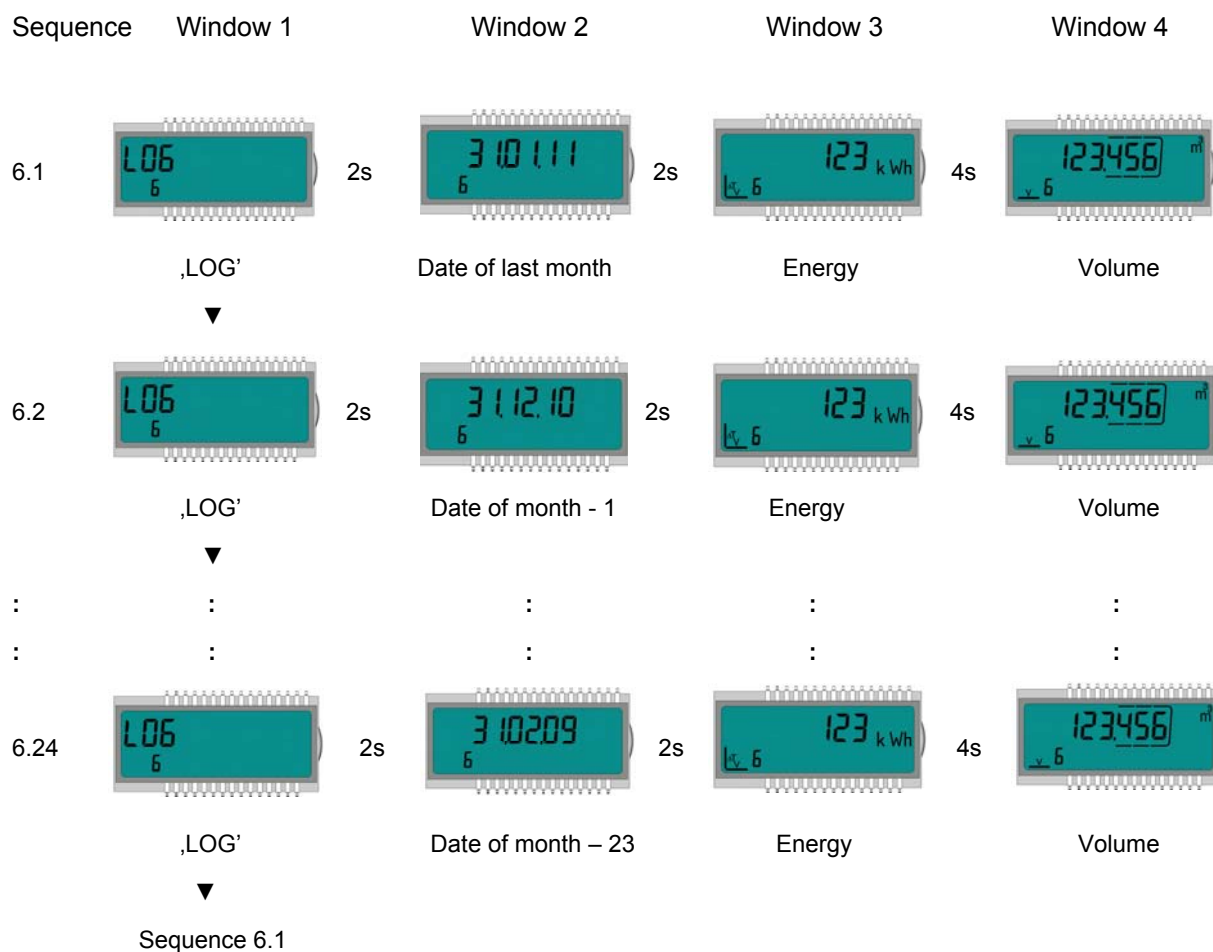 Sequence Window 1 Window 2 Window 3 Window 4
6.1 L06 6 2s 31.01.11 6 2s 123 kWh ΔT V 6 4s 123.456 m³ V 6
‚LOG’ Date of last month Energy Volume
▼
6.2 L06 6 2s 31.12.10 6 2s 123 kWh ΔT V 6 4s 123.456 m³ V 6
‚LOG’ Date of month - 1 Energy Volume
▼
: : : : :
: : : : :
6.24 L06 6 2s 31.02.09 6 2s 123 kWh ΔT V 6 4s 123.456 m³ V 6
‚LOG’ Date of month – 23 Energy Volume
▼
Sequence 6.1